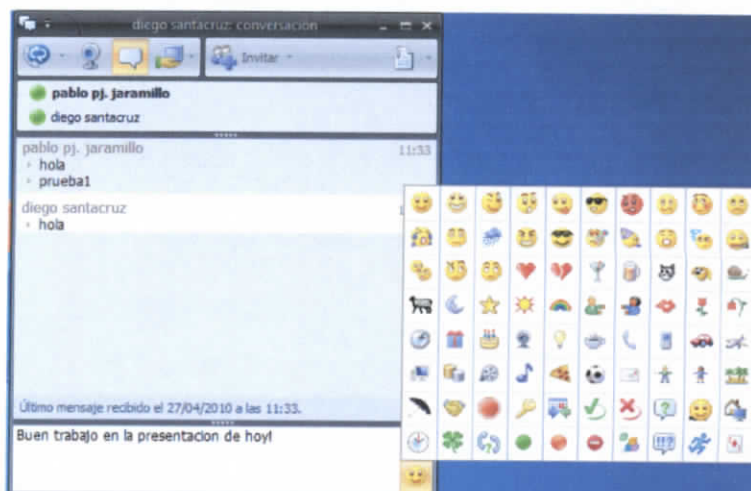 diego santacruz: conversación
Invitar
pablo pj. jaramillo
diego santacruz
pablo pj. jaramillo 11:33
hola
prueba1
diego santacruz
hola
Último mensaje recibido el 27/04/2010 a las 11:33.
Buen trabajo en la presentacion de hoy!